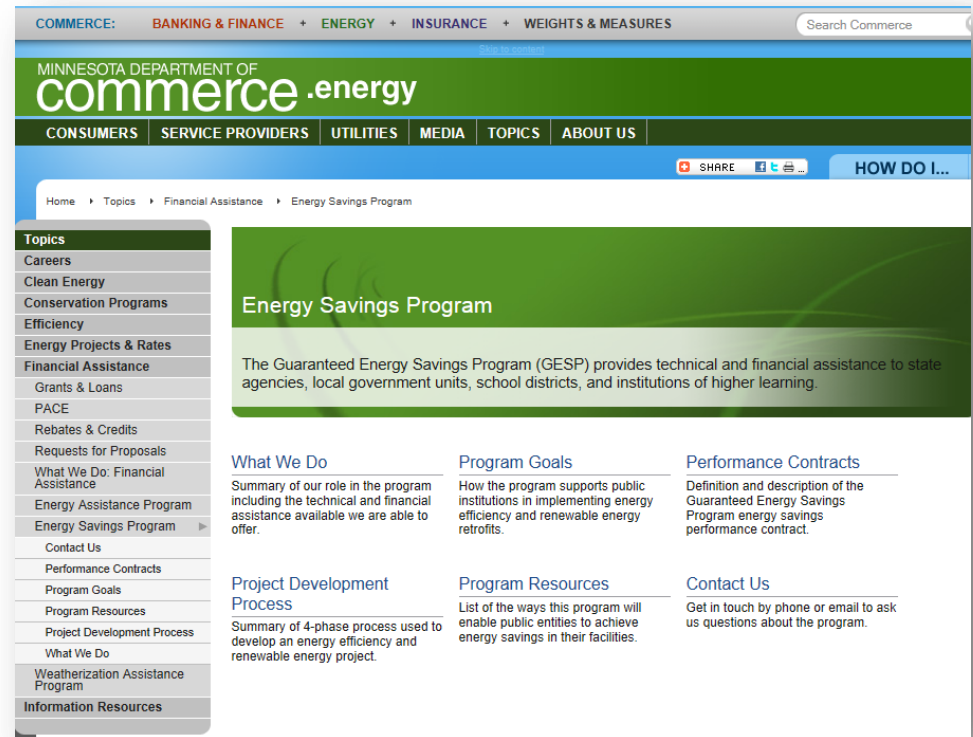 COMMERCE: BANKING & FINANCE + ENERGY + INSURANCE + WEIGHTS & MEASURES
Search Commerce
Skip to content
MINNESOTA DEPARTMENT OF
commerce .energy
CONSUMERS SERVICE PROVIDERS UTILITIES MEDIA TOPICS ABOUT US
SHARE
HOW DO I...
Home Topics Financial Assistance Energy Savings Program
Topics
Careers
Clean Energy
Conservation Programs
Efficiency
Energy Projects & Rates
Financial Assistance
Grants & Loans
PACE
Rebates & Credits
Requests for Proposals
What We Do: Financial
Assistance
Energy Assistance Program
Energy Savings Program
Contact Us
Performance Contracts
Program Goals
Program Resources
Project Development Process
What We Do
Weatherization Assistance
Program
Information Resources
Energy Savings Program
The Guaranteed Energy Savings Program (GESP) provides technical and financial assistance to state
agencies, local government units, school districts, and institutions of higher learning.
What We Do
Summary of our role in the program
including the technical and financial
assistance available we are able to
offer.
Program Goals
How the program supports public
institutions in implementing energy
efficiency and renewable energy
retrofits.
Performance Contracts
Definition and description of the
Guaranteed Energy Savings
Program energy savings
performance contract.
Project Development
Process
Summary of 4-phase process used to
develop an energy efficiency and
renewable energy project.
Program Resources
List of the ways this program will
enable public entities to achieve
energy savings in their facilities.
Contact Us
Get in touch by phone or email to ask
us questions about the program.